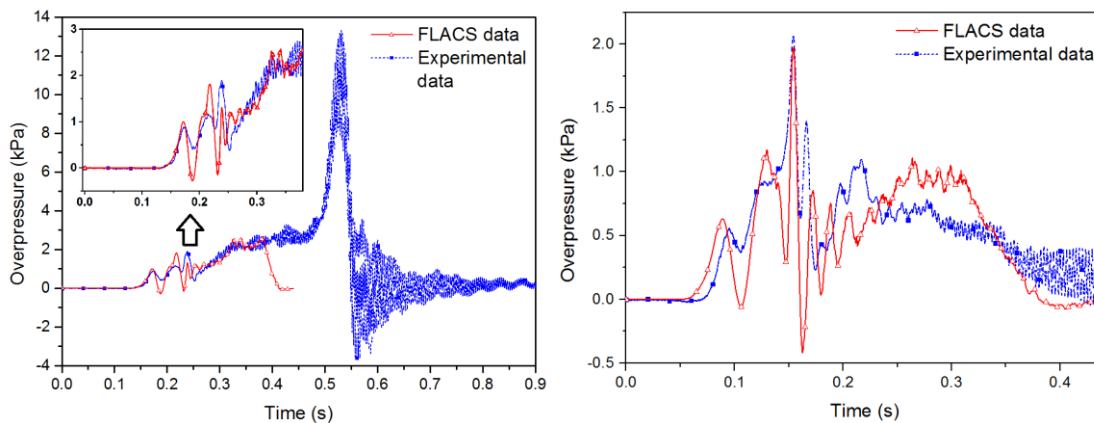 14
12
10
8
6
4
2
0
-2
-4
Overpressure (kPa)
0.0 0.1 0.2 0.3 0.4 0.5 0.6 0.7 0.8 0.9
Time (s)
3
2
1
0
0.0 0.1 0.2 0.3
FLACS data
Experimental
data
2.0
1.5
1.0
0.5
0.0
-0.5
Overpressure (kPa)
0.0 0.1 0.2 0.3 0.4
Time (s)
FLACS data
Experimental data